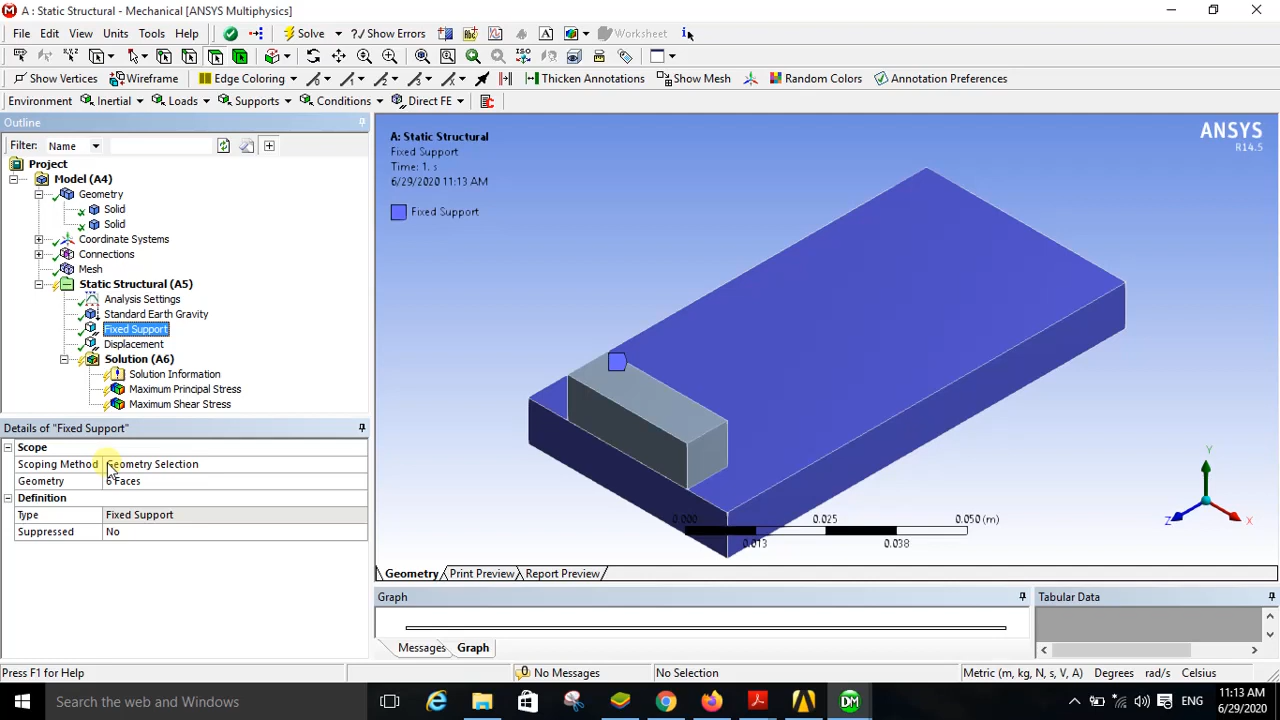 A : Static Structural - Mechanical [ANSYS Multiphysics]
File Edit View Units Tools Help Solve Show Errors Worksheet
Show Vertices Wireframe Edge Coloring Thicken Annotations Show Mesh Random Colors Annotation Preferences
Environment Inertial Loads Supports Conditions Direct FE
Outline
Filter: Name
Project
Model (A4)
Geometry
Solid
Solid
Coordinate Systems
Connections
Mesh
Static Structural (A5)
Analysis Settings
Standard Earth Gravity
Fixed Support
Displacement
Solution (A6)
Solution Information
Maximum Principal Stress
Maximum Shear Stress
Details of "Fixed Support"
Scope
Scoping Method Geometry Selection
Geometry 6 Faces
Definition
Type Fixed Support
Suppressed No
A: Static Structural
Fixed Support
Time: 1. s
6/29/2020 11:13 AM
Fixed Support
ANSYS
R14.5
Y
Z X
0.000 0.025 0.050 (m)
0.013 0.038
Geometry Print Preview Report Preview
Graph
Tabular Data
Messages Graph
Press F1 for Help 0 No Messages No Selection Metric (m, kg, N, s, V, A) Degrees rad/s Celsius
Search the web and Windows
DM
ENG
11:13 AM
6/29/2020